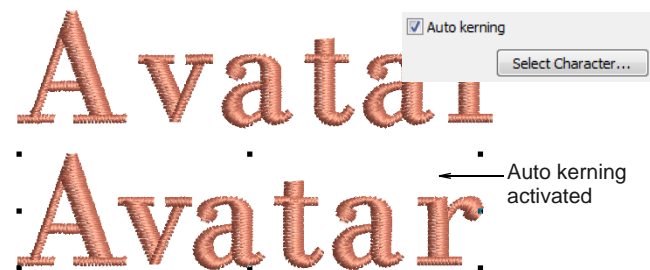 Avatar
Auto kerning
Select Character...
Avatar
Auto kerning
activated